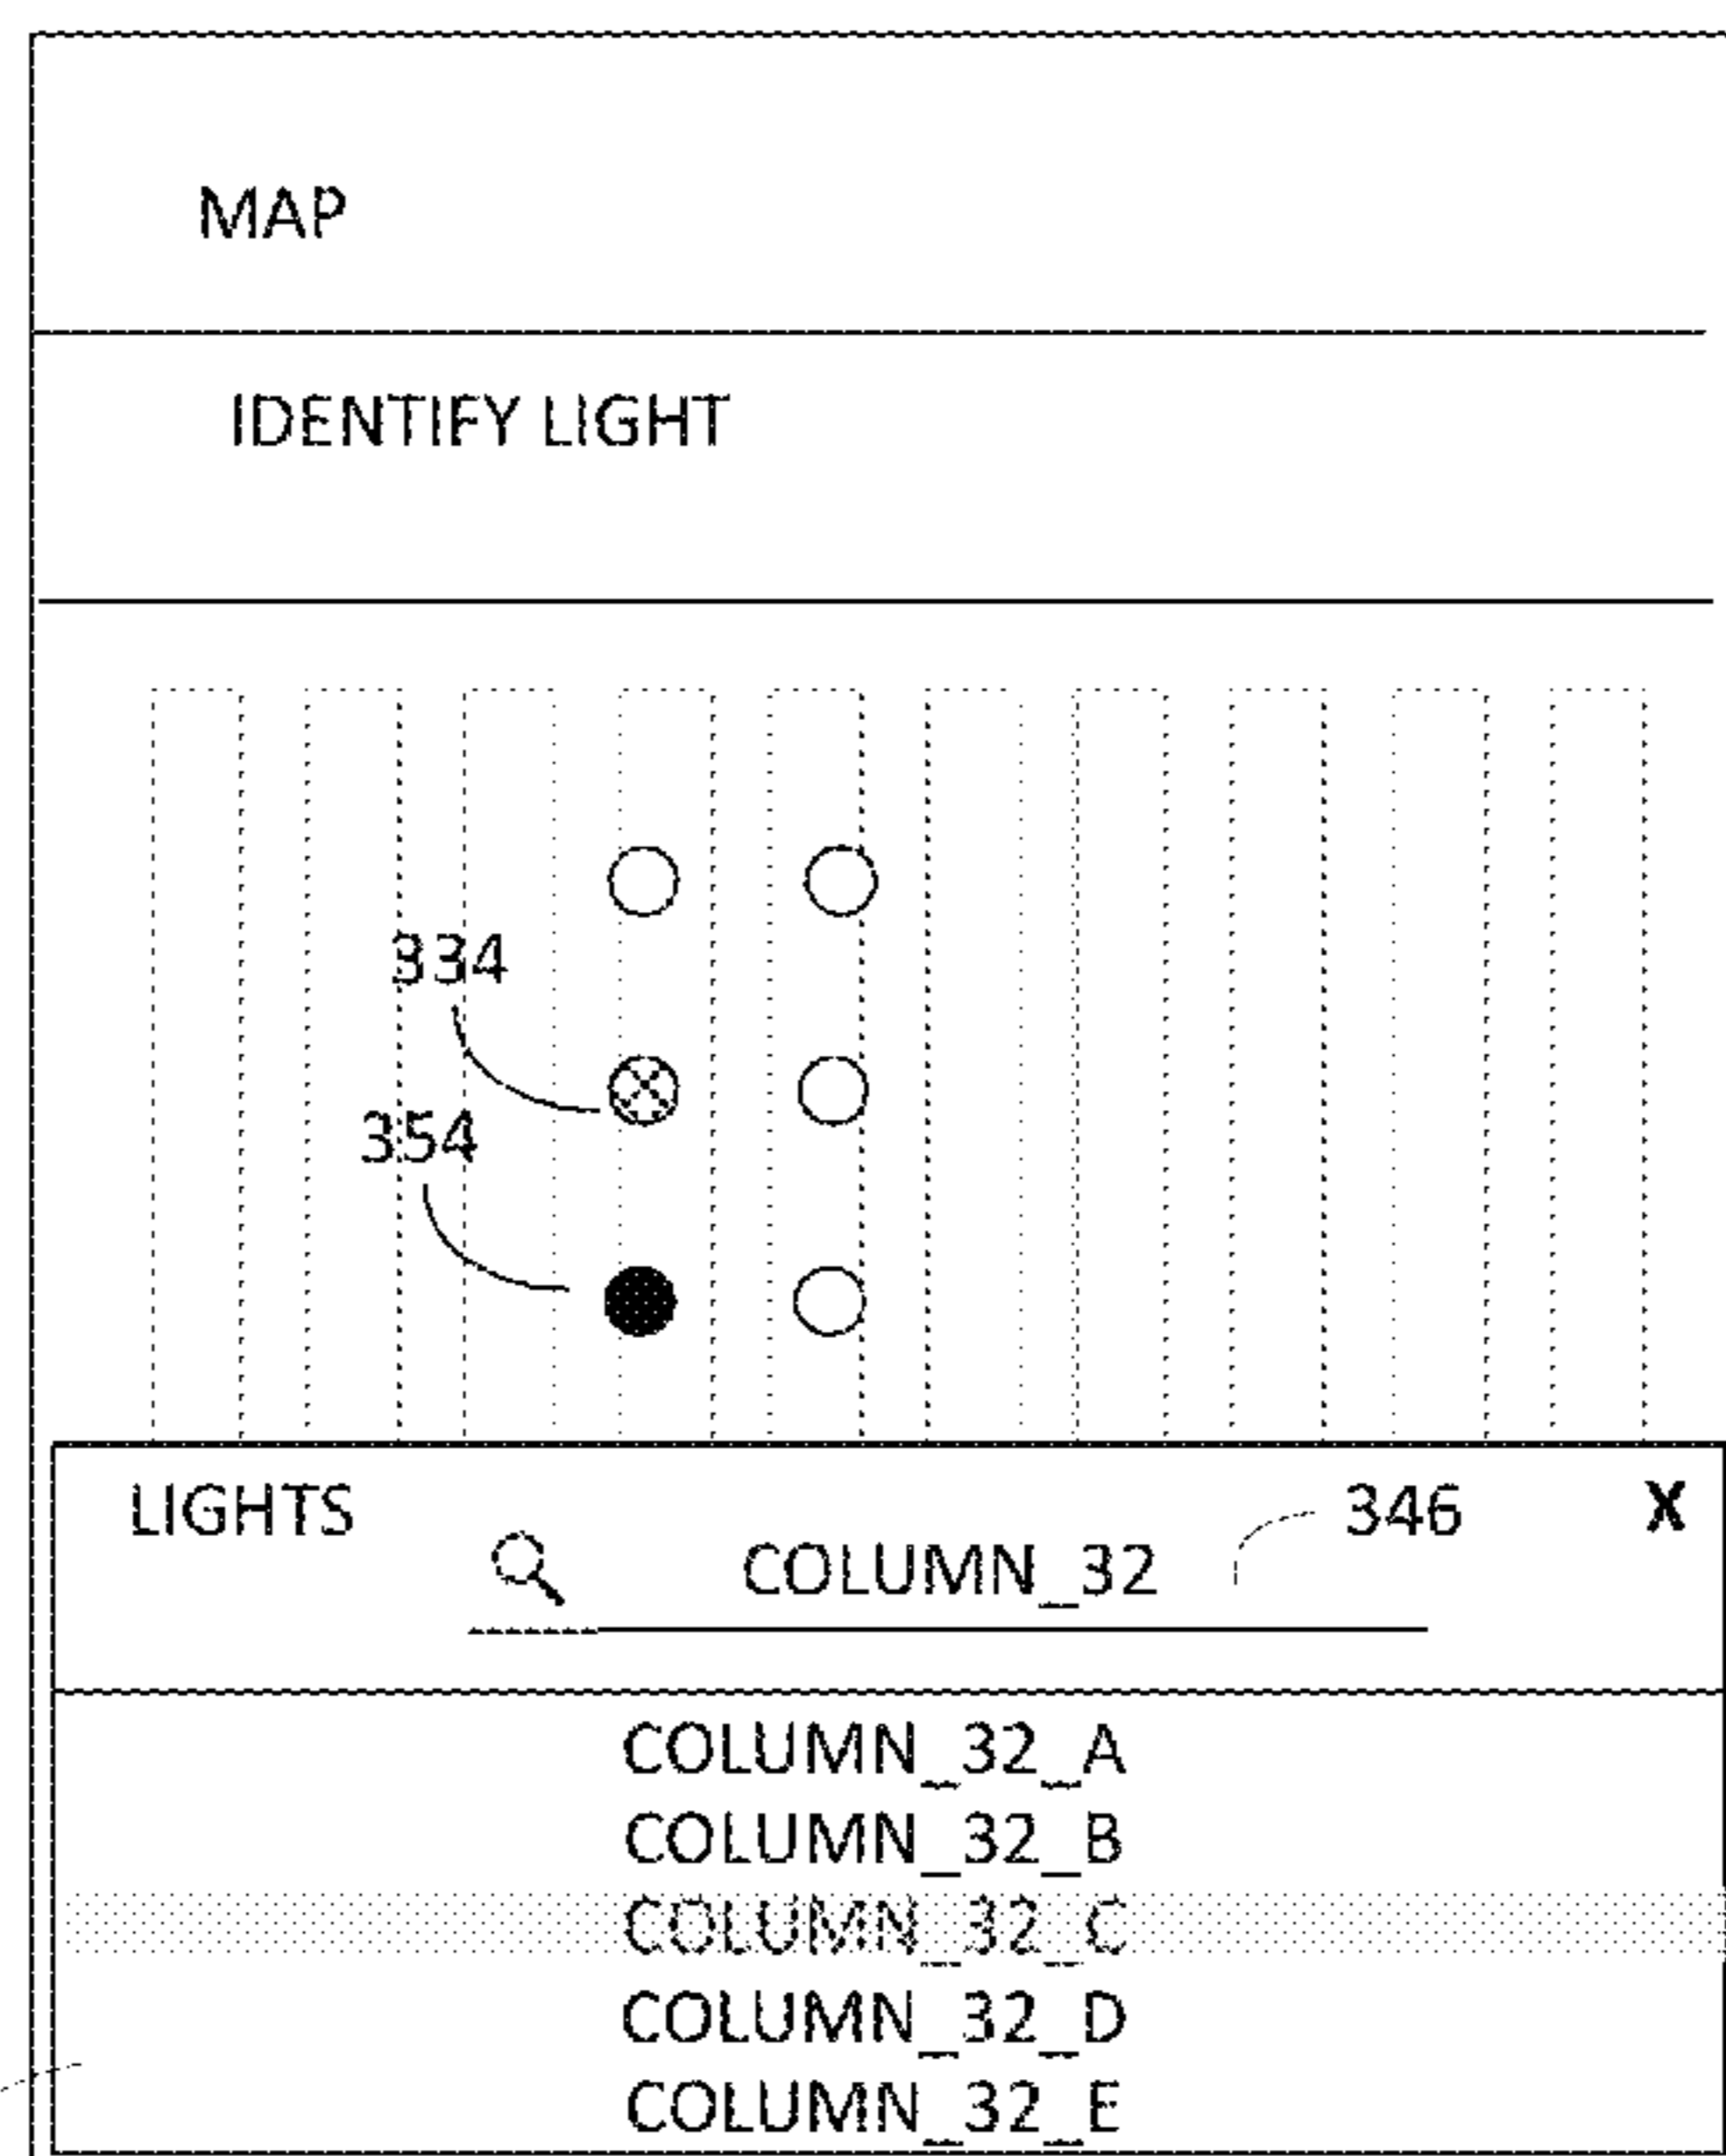 MAP
IDENTIFY LIGHT
334
354
LIGHTS
346
X
COLUMN_32
COLUMN_32_A
COLUMN_32_B
COLUMN_32_C
COLUMN_32_D
COLUMN_32_E